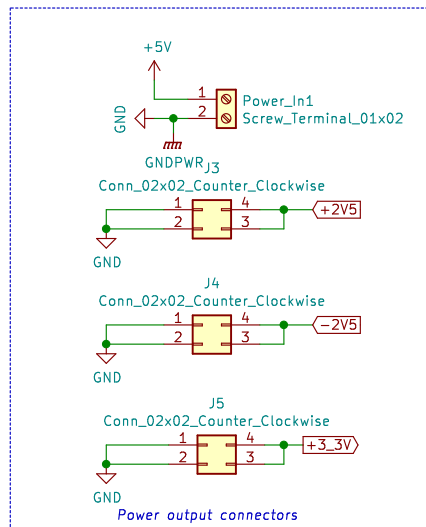 +5V
1
Power_In1
GND
2
Screw_Terminal_01x02
GNDPWR
J3
Conn_02x02_Counter_Clockwise
1
4
+2V5
2
3
GND
J4
Conn_02x02_Counter_Clockwise
1
4
-2V5
2
3
GND
J5
Conn_02x02_Counter_Clockwise
1
4
+3_3V
2
3
GND
Power output connectors